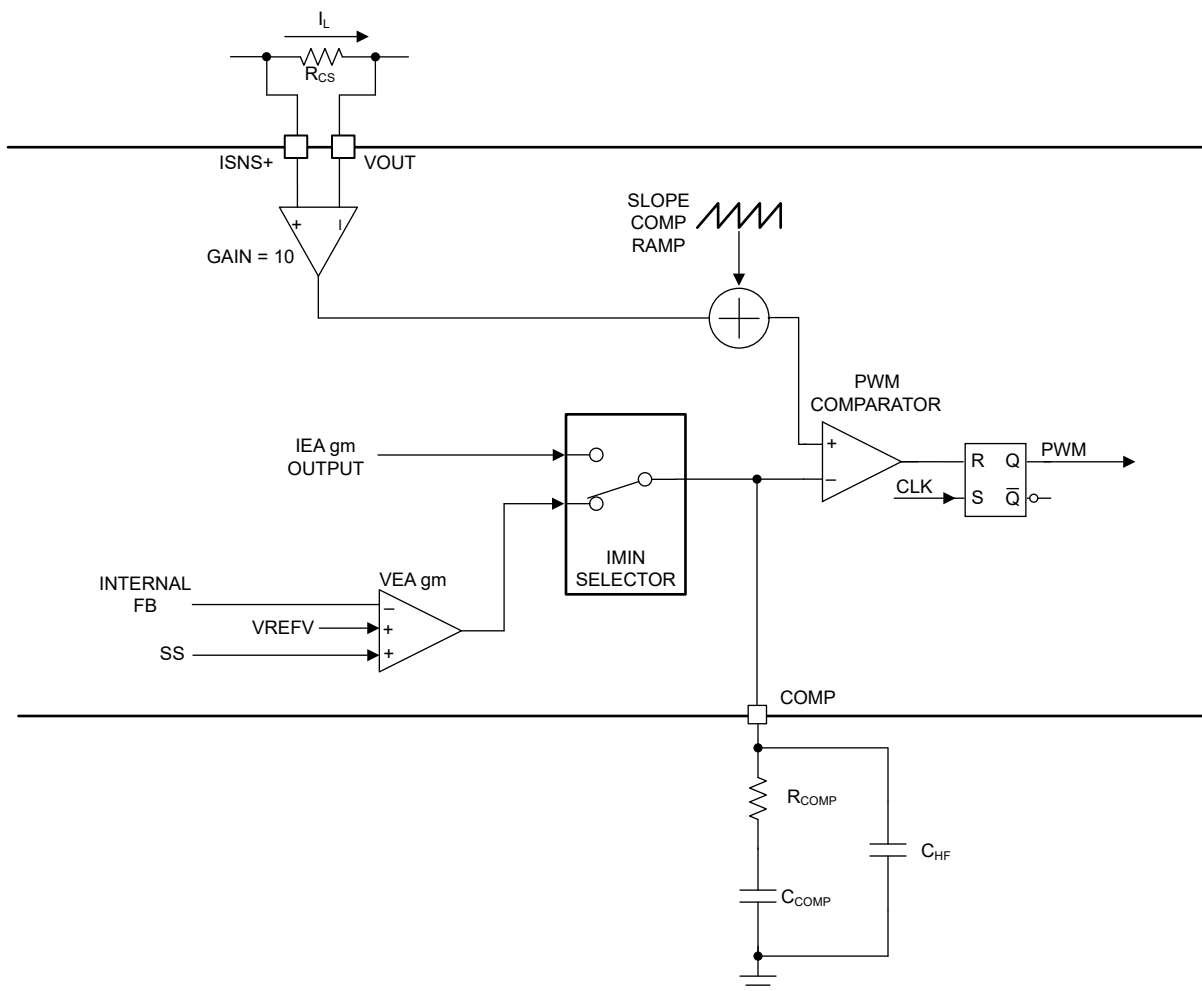 I_L
R_CS
ISNS+
VOUT
+
–
GAIN = 10
SLOPE
COMP
RAMP
PWM
COMPARATOR
+
–
R
Q
PWM
CLK
S
Q̅
IEA gm
OUTPUT
IMIN
SELECTOR
VEA gm
INTERNAL
FB
–
VREFV
+
SS
+
COMP
R_COMP
C_HF
C_COMP